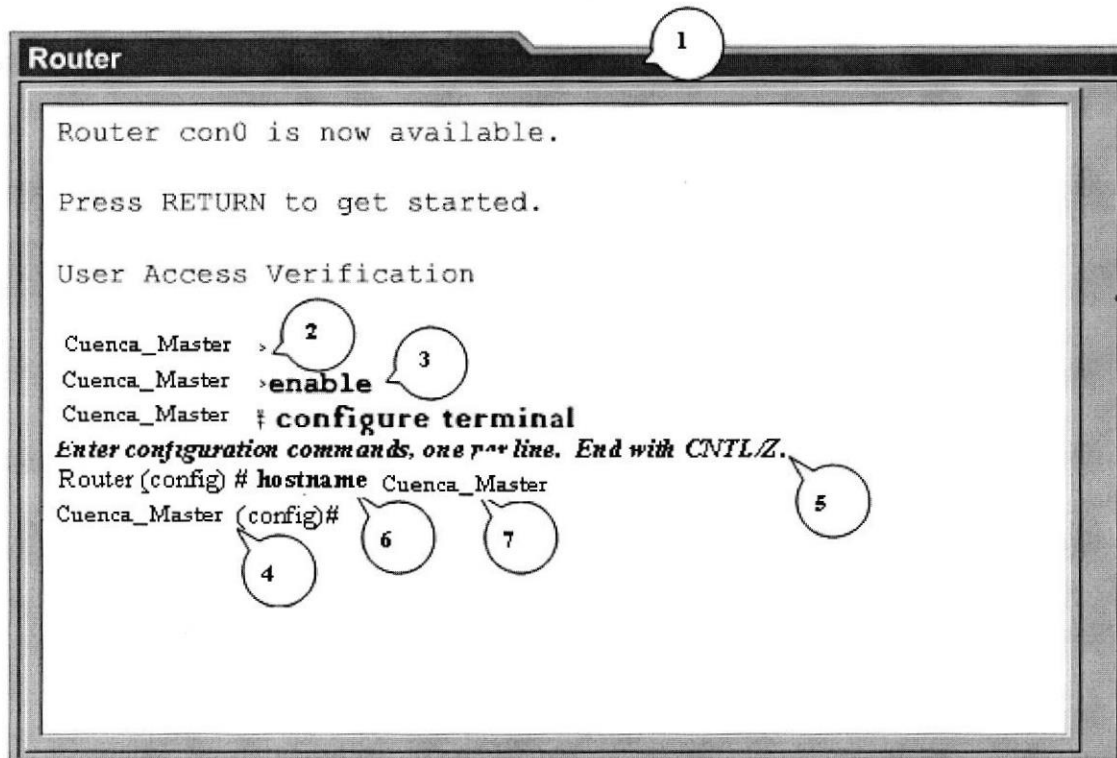 1
Router
Router con0 is now available.
Press RETURN to get started.
User Access Verification
Cuenca_Master > 2
Cuenca_Master >enable 3
Cuenca_Master # configure terminal
Enter configuration commands, one per line. End with CNTL/Z.
Router (config) # hostname Cuenca_Master
5
Cuenca_Master (config)#
6 7
4